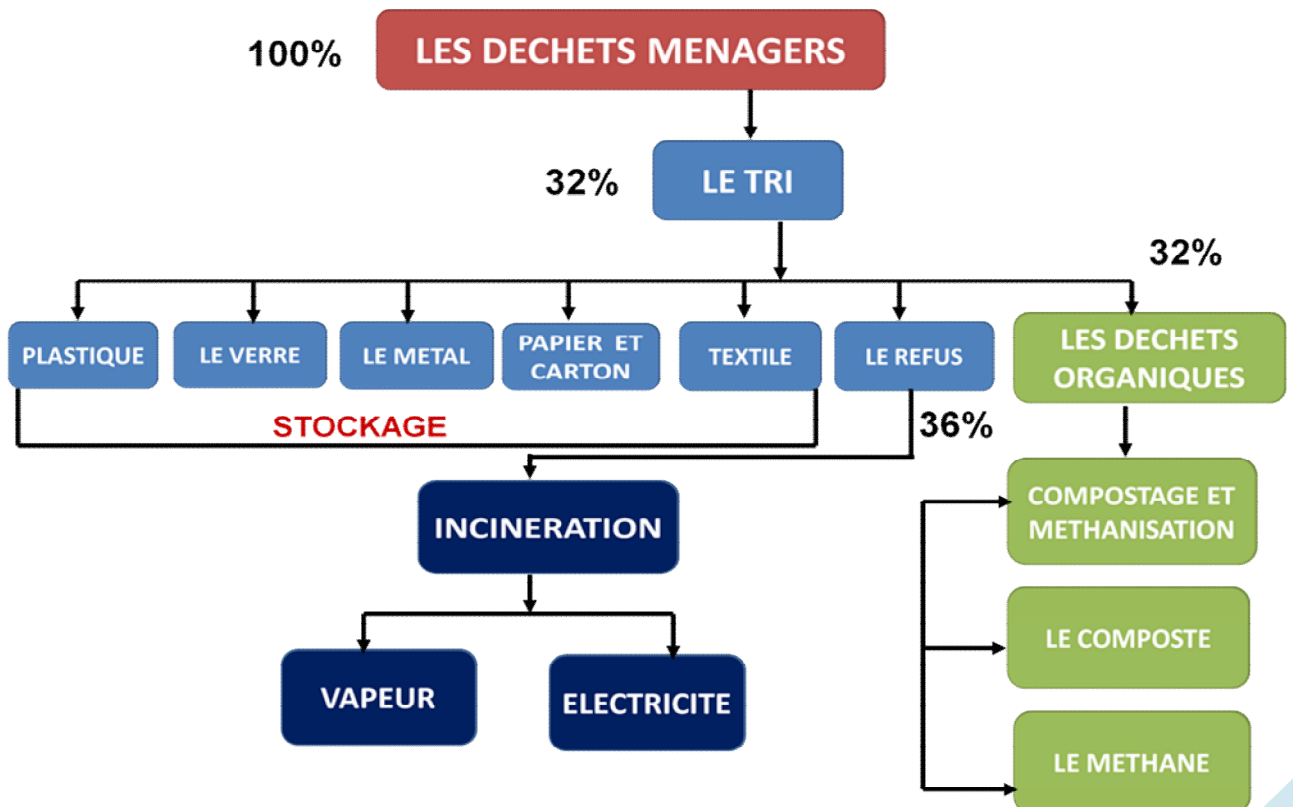 100%
LES DECHETS MENAGERS
32%
LE TRI
32%
PLASTIQUE
LE VERRE
LE METAL
PAPIER ET
CARTON
TEXTILE
LE REFUS
LES DECHETS
ORGANIQUES
STOCKAGE
36%
INCINERATION
COMPOSTAGE ET
METHANISATION
LE COMPOSTE
VAPEUR
ELECTRICITE
LE METHANE